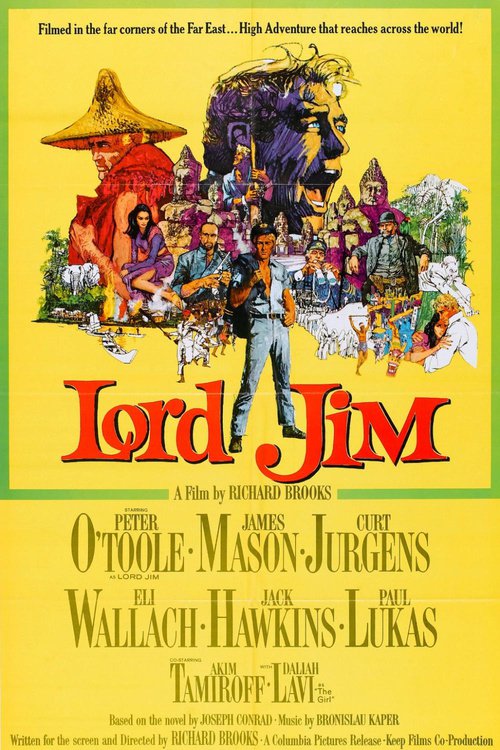 Filmed in the far corners of the Far East...High Adventure that reaches across the world!
Lord Jim
A Film by RICHARD BROOKS
STARRING
PETER O'TOOLE · JAMES MASON · CURT JURGENS
AS LORD JIM
ELI WALLACH · JACK HAWKINS · PAUL LUKAS
CO-STARRING
AKIM TAMIROFF · WITH DALIAH LAVI as "The Girl"
Based on the novel by JOSEPH CONRAD · Music by BRONISLAU KAPER
Written for the screen and Directed by RICHARD BROOKS · A Columbia Pictures Release · Keep Films Co-Production